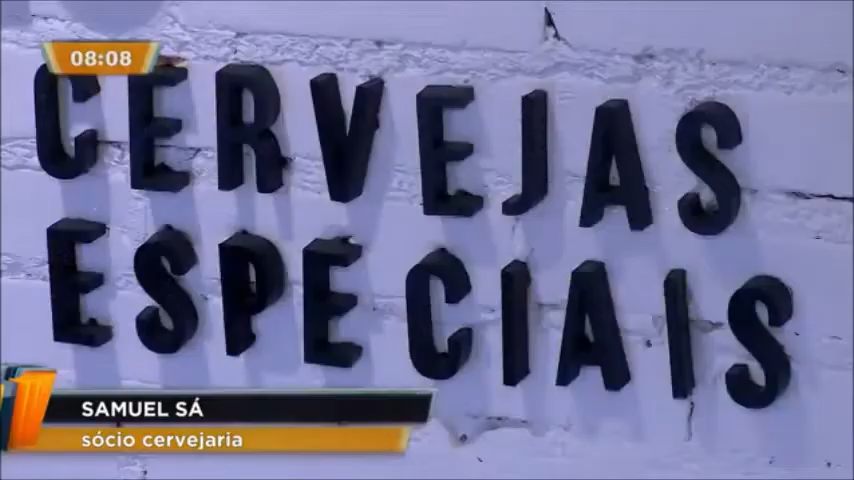 08:08
CERVEJAS
ESPECIAIS
SAMUEL SÁ
sócio cervejaria